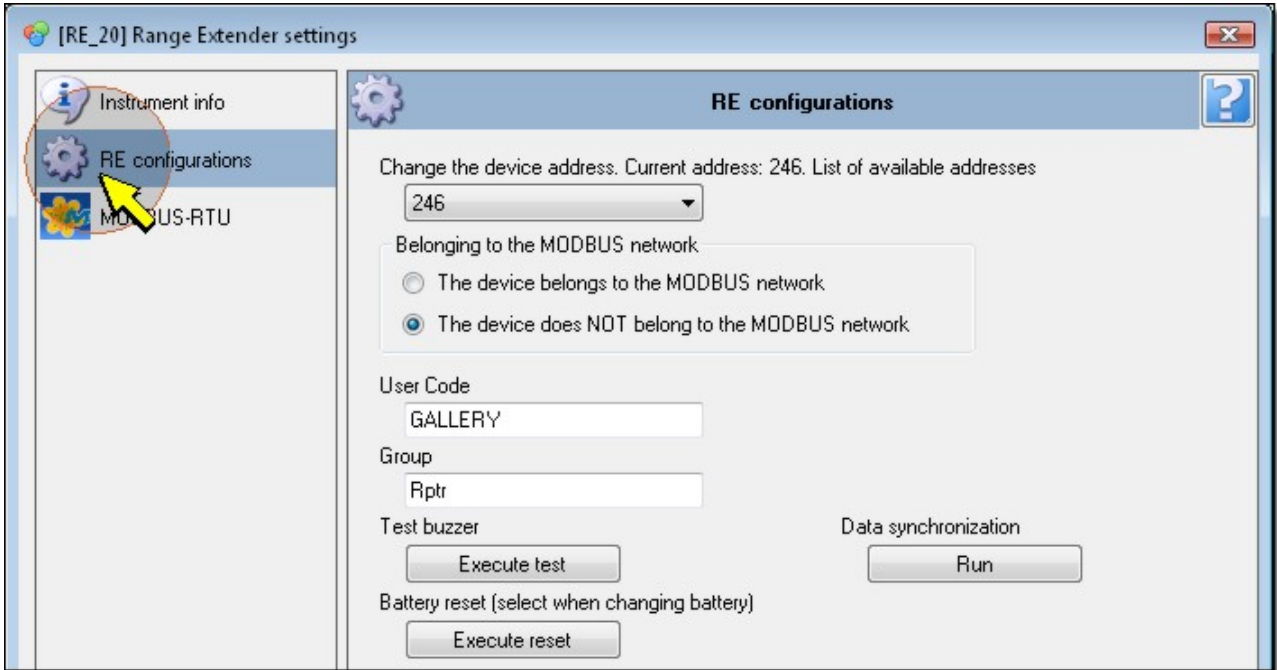 [RE_20] Range Extender settings
Instrument info
RE configurations
MODBUS-RTU
RE configurations
Change the device address. Current address: 246. List of available addresses
246
Belonging to the MODBUS network
The device belongs to the MODBUS network
The device does NOT belong to the MODBUS network
User Code
GALLERY
Group
Rptr
Test buzzer
Data synchronization
Execute test
Run
Battery reset (select when changing battery)
Execute reset